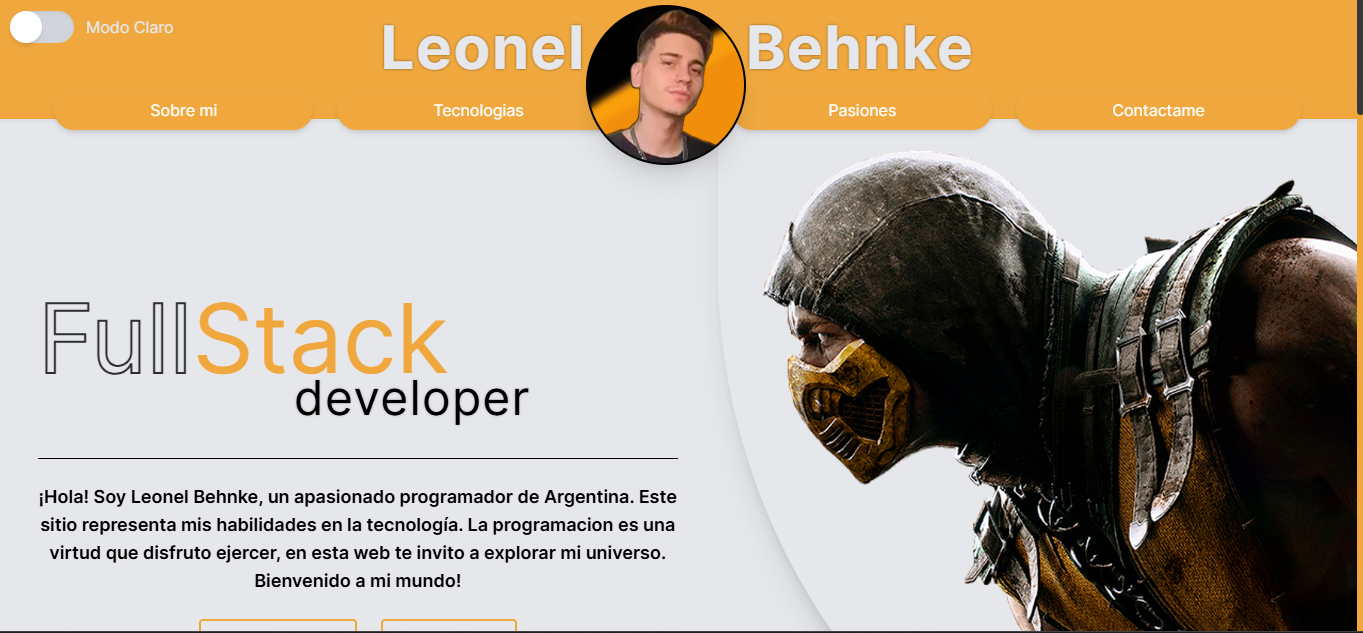 Modo Claro
Leonel Behnke
Sobre mi
Tecnologias
Pasiones
Contactame
FullStack
developer
¡Hola! Soy Leonel Behnke, un apasionado programador de Argentina. Este
sitio representa mis habilidades en la tecnología. La programacion es una
virtud que disfruto ejercer, en esta web te invito a explorar mi universo.
Bienvenido a mi mundo!